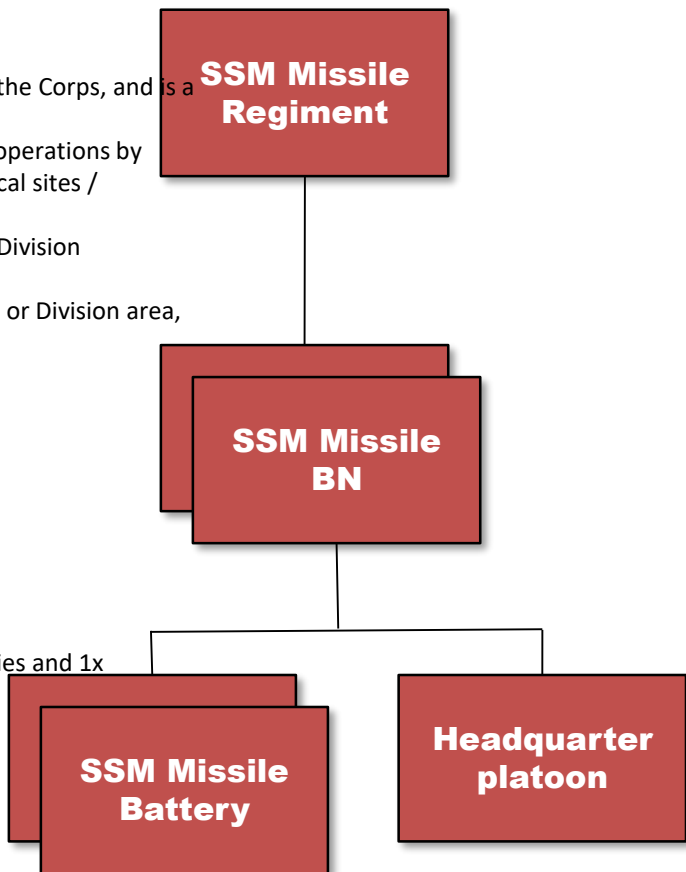 SSM Missile
Regiment
the Corps, and is a
operations by
cal sites /
Division
or Division area,
SSM Missile
BN
ies and 1x
SSM Missile
Battery
Headquarter
platoon